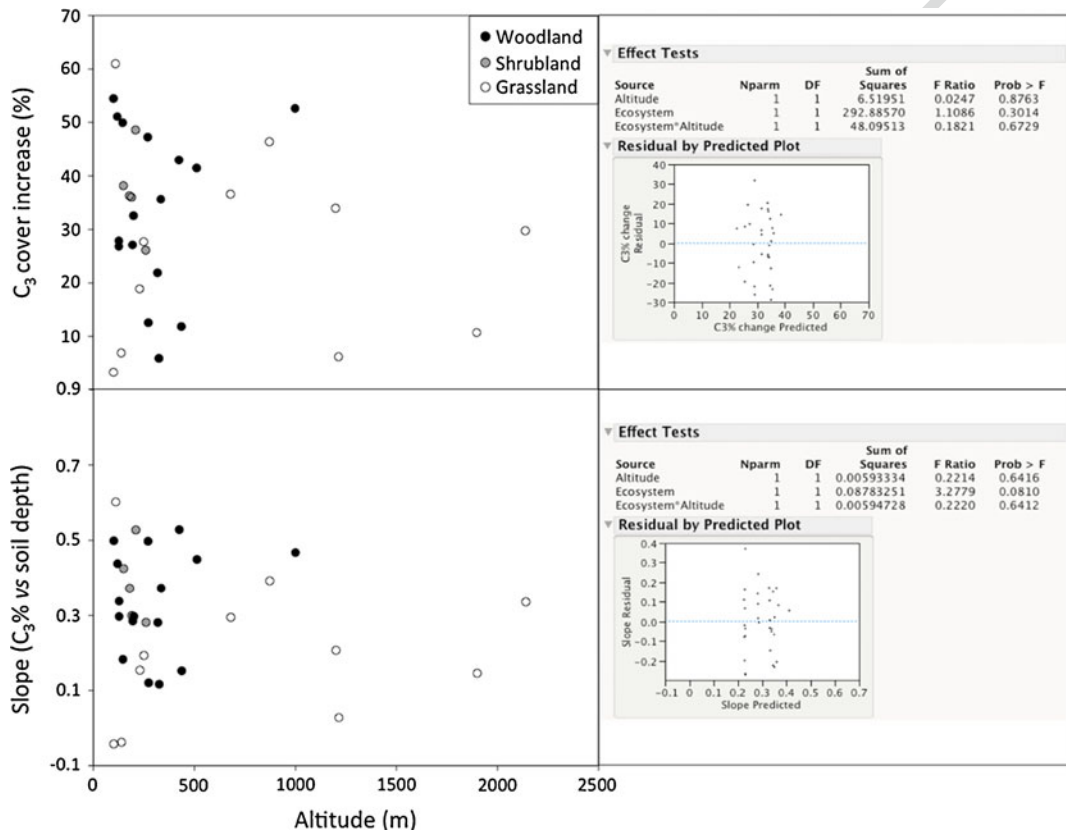 70
60
50
40
30
20
10
0.9
C3 cover increase (%)
Woodland
Shrubland
Grassland
Effect Tests
Source Nparm DF Sum of Squares F Ratio Prob > F
Altitude 1 1 6.51951 0.0247 0.8763
Ecosystem 1 1 292.88570 1.1086 0.3014
Ecosystem*Altitude 1 1 48.09513 0.1821 0.6729
Residual by Predicted Plot
C3% change Residual
40
30
20
10
0
-10
-20
-30
0 10 20 30 40 50 60 70
C3% change Predicted
0.7
0.5
0.3
0.1
-0.1
Slope (C3% vs soil depth)
0 500 1000 1500 2000 2500
Altitude (m)
Effect Tests
Source Nparm DF Sum of Squares F Ratio Prob > F
Altitude 1 1 0.00593334 0.2214 0.6416
Ecosystem 1 1 0.08783251 3.2779 0.0810
Ecosystem*Altitude 1 1 0.00594728 0.2220 0.6412
Residual by Predicted Plot
Slope Residual
0.4
0.3
0.2
0.1
0.0
-0.1
-0.2
-0.1 0 0.1 0.2 0.3 0.4 0.5 0.6 0.7
Slope Predicted